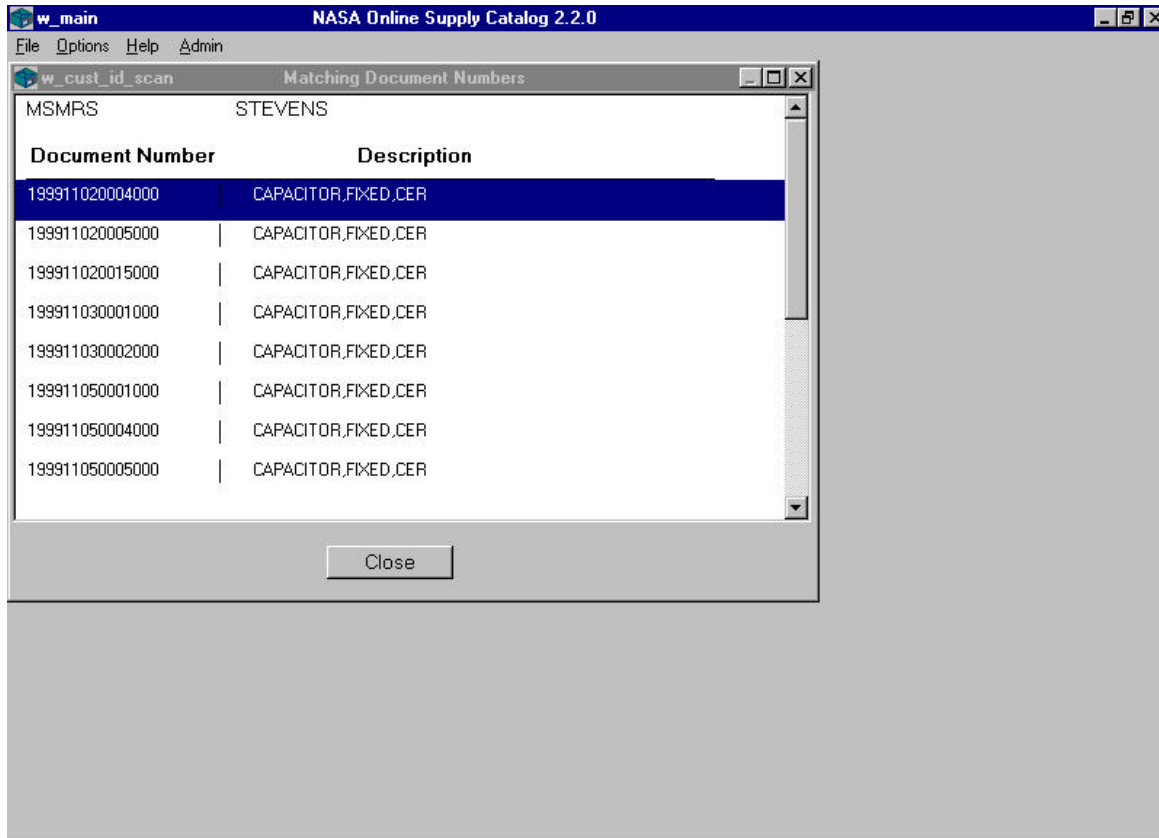 w_main NASA Online Supply Catalog 2.2.0
File Options Help Admin
w_cust_id_scan Matching Document Numbers
MSMRS STEVENS
Document Number Description
199911020004000 CAPACITOR,FIXED,CER
199911020005000 CAPACITOR,FIXED,CER
199911020015000 CAPACITOR,FIXED,CER
199911030001000 CAPACITOR,FIXED,CER
199911030002000 CAPACITOR,FIXED,CER
199911050001000 CAPACITOR,FIXED,CER
199911050004000 CAPACITOR,FIXED,CER
199911050005000 CAPACITOR,FIXED,CER
Close